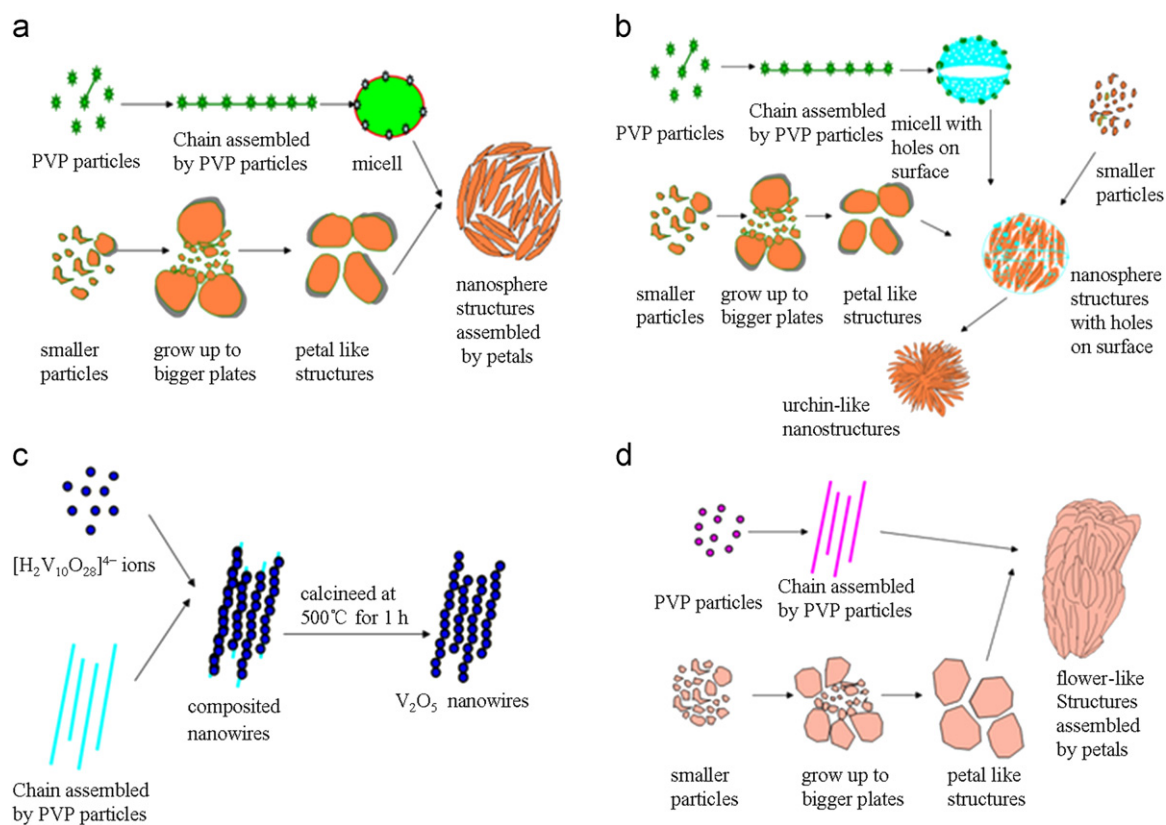 a
PVP particles
Chain assembled
by PVP particles
micell
smaller
particles
grow up to
bigger plates
petal like
structures
nanosphere
structures
assembled
by petals
b
PVP particles
Chain assembled
by PVP particles
micell with
holes on
surface
smaller
particles
smaller
particles
grow up to
bigger plates
petal like
structures
nanosphere
structures
with holes
on surface
urchin-like
nanostructures
c
[H₂V₁₀O₂₈]⁴⁻ ions
Chain assembled
by PVP particles
composited
nanowires
calcineed at
500℃ for 1 h
V₂O₅ nanowires
d
PVP particles
Chain assembled
by PVP particles
smaller
particles
grow up to
bigger plates
petal like
structures
flower-like
Structures
assembled
by petals